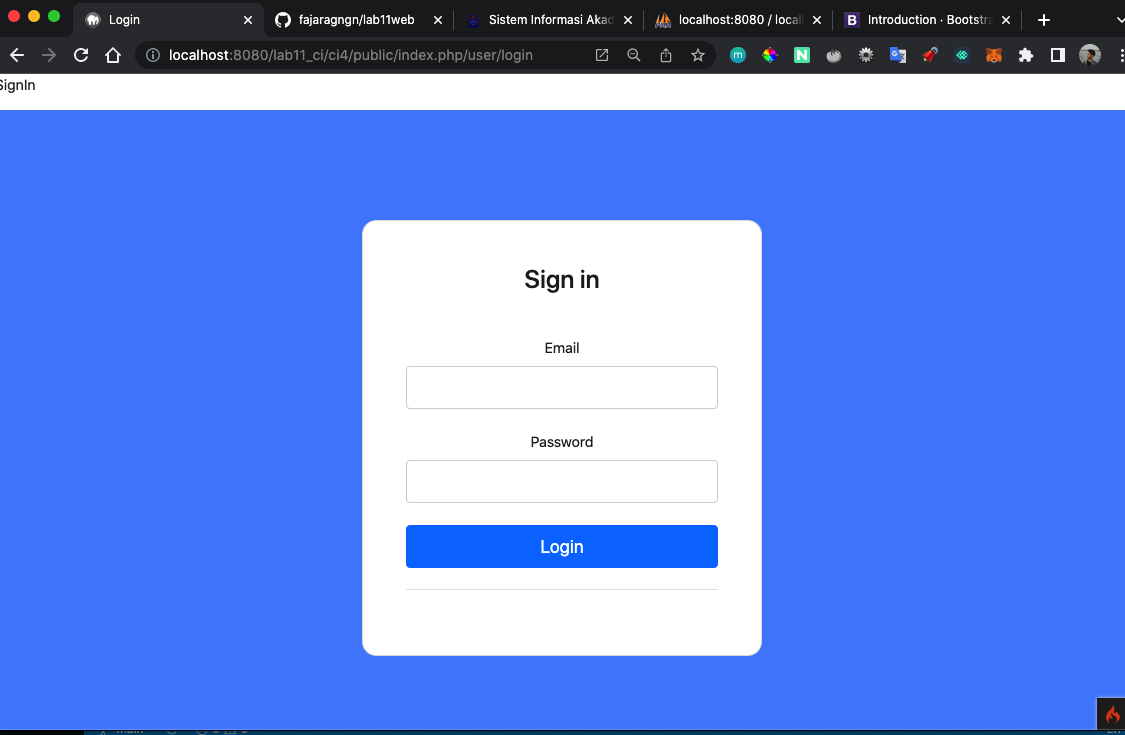 Login
fajaragngn/lab11web
Sistem Informasi Akad
localhost:8080 / local
Introduction · Bootstra
localhost:8080/lab11_ci/ci4/public/index.php/user/login
SignIn
Sign in
Email
Password
Login